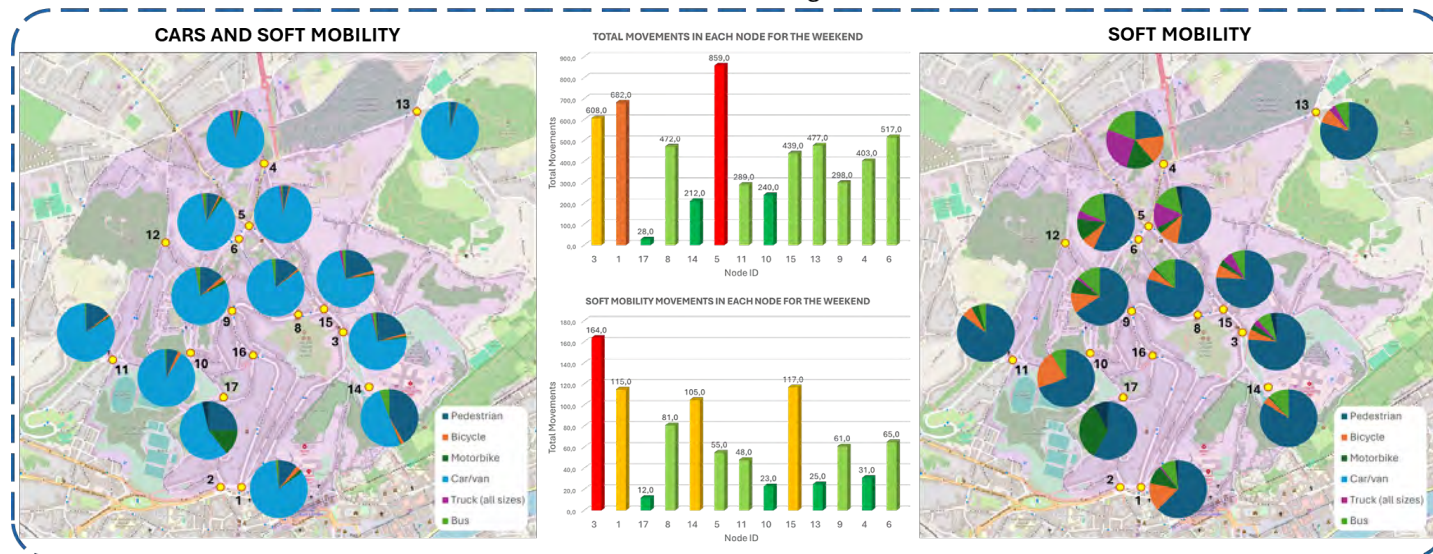 CARS AND SOFT MOBILITY
13
4
5
6
12
9
8
15
3
10
16
11
17
14
2
1
Pedestrian
Bicycle
Motorbike
Car/van
Truck (all sizes)
Bus
TOTAL MOVEMENTS IN EACH NODE FOR THE WEEKEND
Total Movements
900,0
800,0
700,0
600,0
500,0
400,0
300,0
200,0
100,0
0,0
608,0 682,0 28,0 472,0 212,0 859,0 289,0 240,0 439,0 477,0 298,0 403,0 517,0
3 1 17 8 14 5 11 10 15 13 9 4 6
Node ID
SOFT MOBILITY MOVEMENTS IN EACH NODE FOR THE WEEKEND
Total Movements
180,0
160,0
140,0
120,0
100,0
80,0
60,0
40,0
20,0
0,0
164,0 115,0 12,0 81,0 105,0 55,0 48,0 23,0 117,0 25,0 61,0 31,0 65,0
3 1 17 8 14 5 11 10 15 13 9 4 6
Node ID
SOFT MOBILITY
13
4
5
6
12
9
8
15
3
10
16
11
17
14
2
1
Pedestrian
Bicycle
Motorbike
Car/van
Truck (all sizes)
Bus